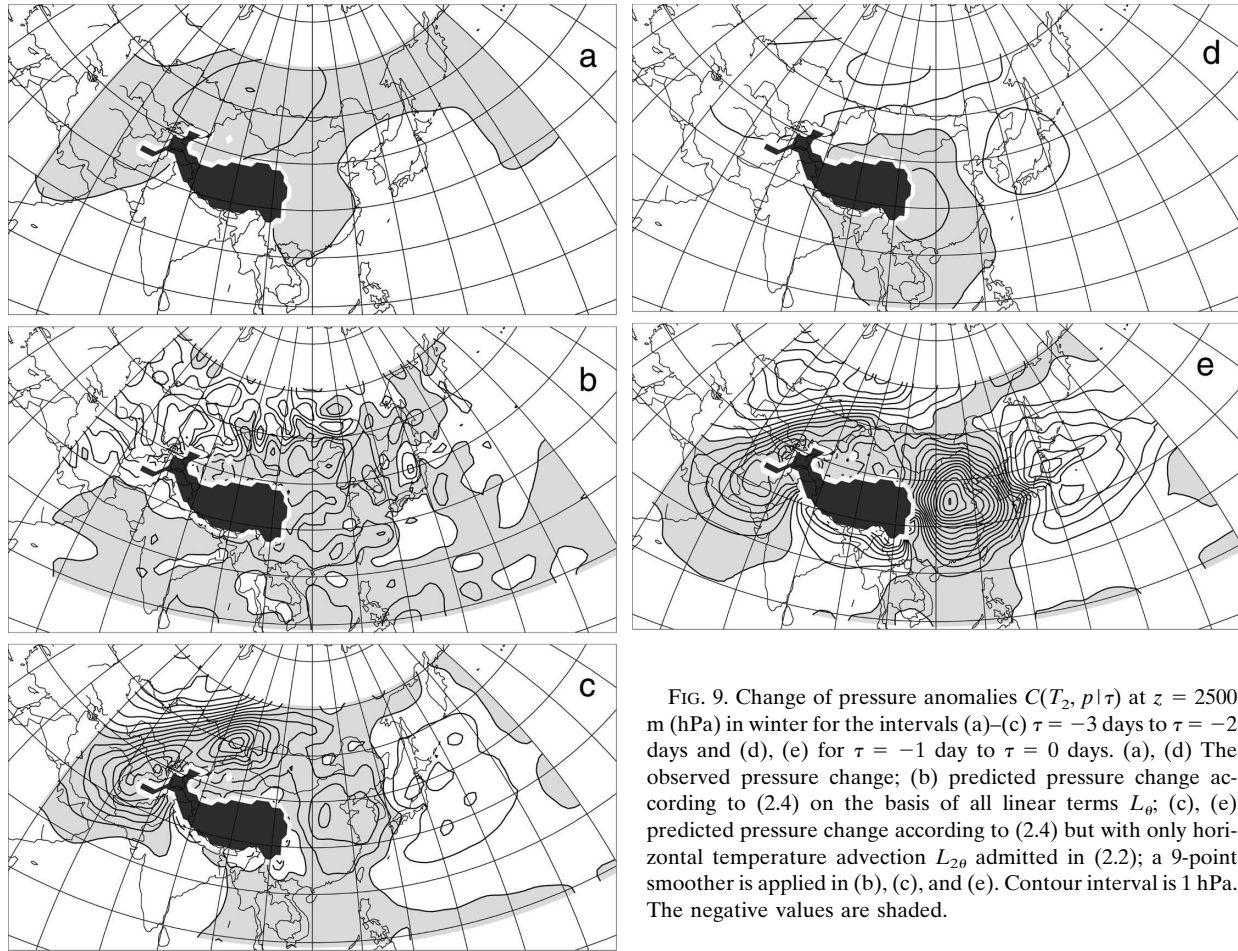 a
b
c
d
e
FIG. 9. Change of pressure anomalies C(T₂, p|τ) at z = 2500
m (hPa) in winter for the intervals (a)–(c) τ = −3 days to τ = −2
days and (d), (e) for τ = −1 day to τ = 0 days. (a), (d) The
observed pressure change; (b) predicted pressure change ac-
cording to (2.4) on the basis of all linear terms L_θ; (c), (e)
predicted pressure change according to (2.4) but with only hori-
zontal temperature advection L_2θ admitted in (2.2); a 9-point
smoother is applied in (b), (c), and (e). Contour interval is 1 hPa.
The negative values are shaded.